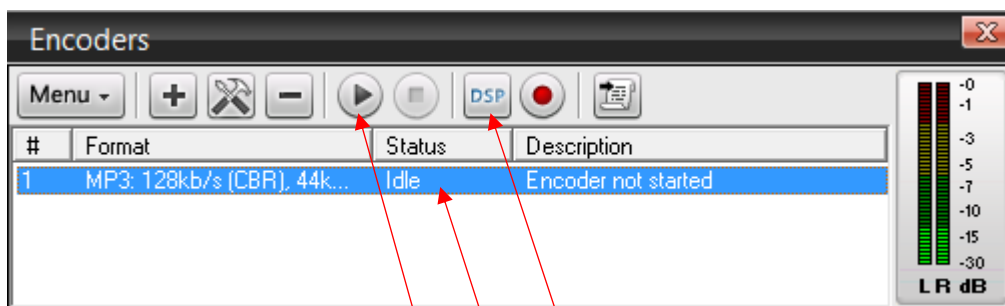 Encoders
Menu
DSP
# Format Status Description
1 MP3: 128kb/s (CBR), 44k... Idle Encoder not started
-0
-1
-3
-5
-7
-10
-15
-30
L R dB